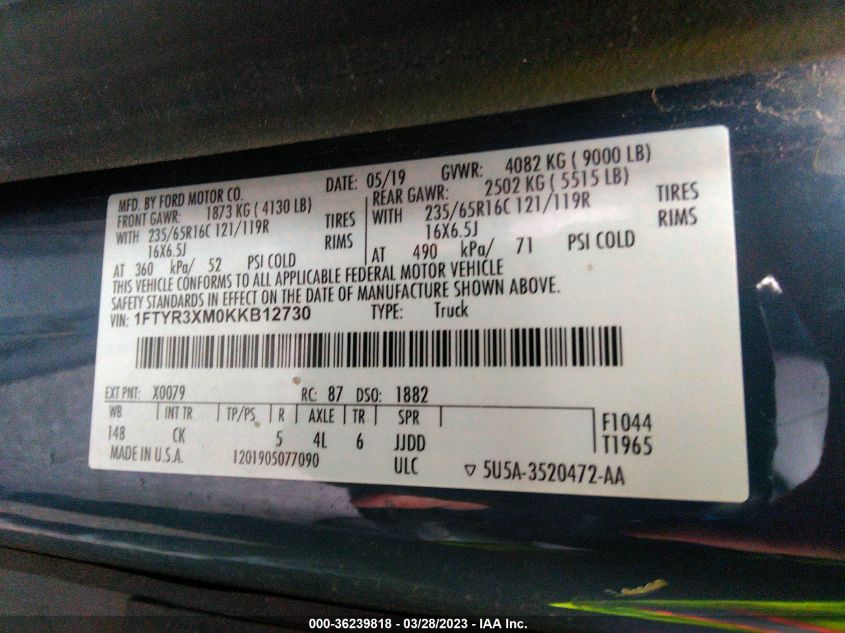 MFD. BY FORD MOTOR CO. DATE: 05/19 GVWR: 4082 KG ( 9000 LB)
FRONT GAWR: 1873 KG ( 4130 LB) REAR GAWR: 2502 KG ( 5515 LB)
WITH 235/65R16C 121/119R TIRES WITH 235/65R16C 121/119R TIRES
16X6.5J RIMS 16X6.5J RIMS
AT 360 kPa/ 52 PSI COLD AT 490 kPa/ 71 PSI COLD
THIS VEHICLE CONFORMS TO ALL APPLICABLE FEDERAL MOTOR VEHICLE
SAFETY STANDARDS IN EFFECT ON THE DATE OF MANUFACTURE SHOWN ABOVE.
VIN: 1FTYR3XM0KKB12730 TYPE: Truck
EXT PNT: X0079 RC: 87 DSO: 1882
WB INT TR TP/PS R AXLE TR SPR F1044
148 CK 5 4L 6 JJDD T1965
MADE IN U.S.A. 1201905077090 ULC ▽ 5U5A-3520472-AA
000-36239818 - 03/28/2023 - IAA Inc.